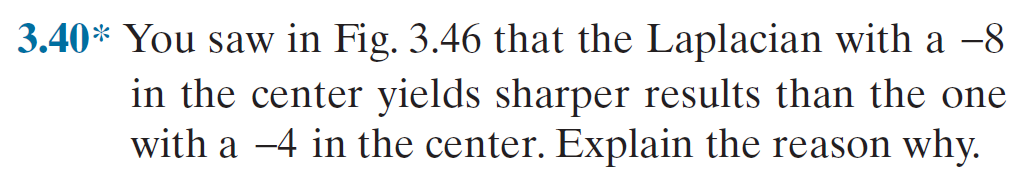 3.40* You saw in Fig. 3.46 that the Laplacian with a −8
in the center yields sharper results than the one
with a −4 in the center. Explain the reason why.